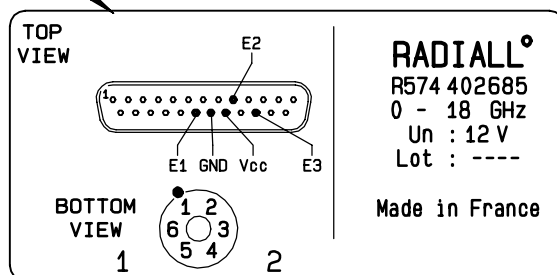 TOP
VIEW
E2
1
E1 GND Vcc E3
BOTTOM
VIEW
1 2
6 3
5 4
1 2
RADIALL°
R574 402685
0 - 18 GHz
Un : 12 V
Lot : ----
Made in France